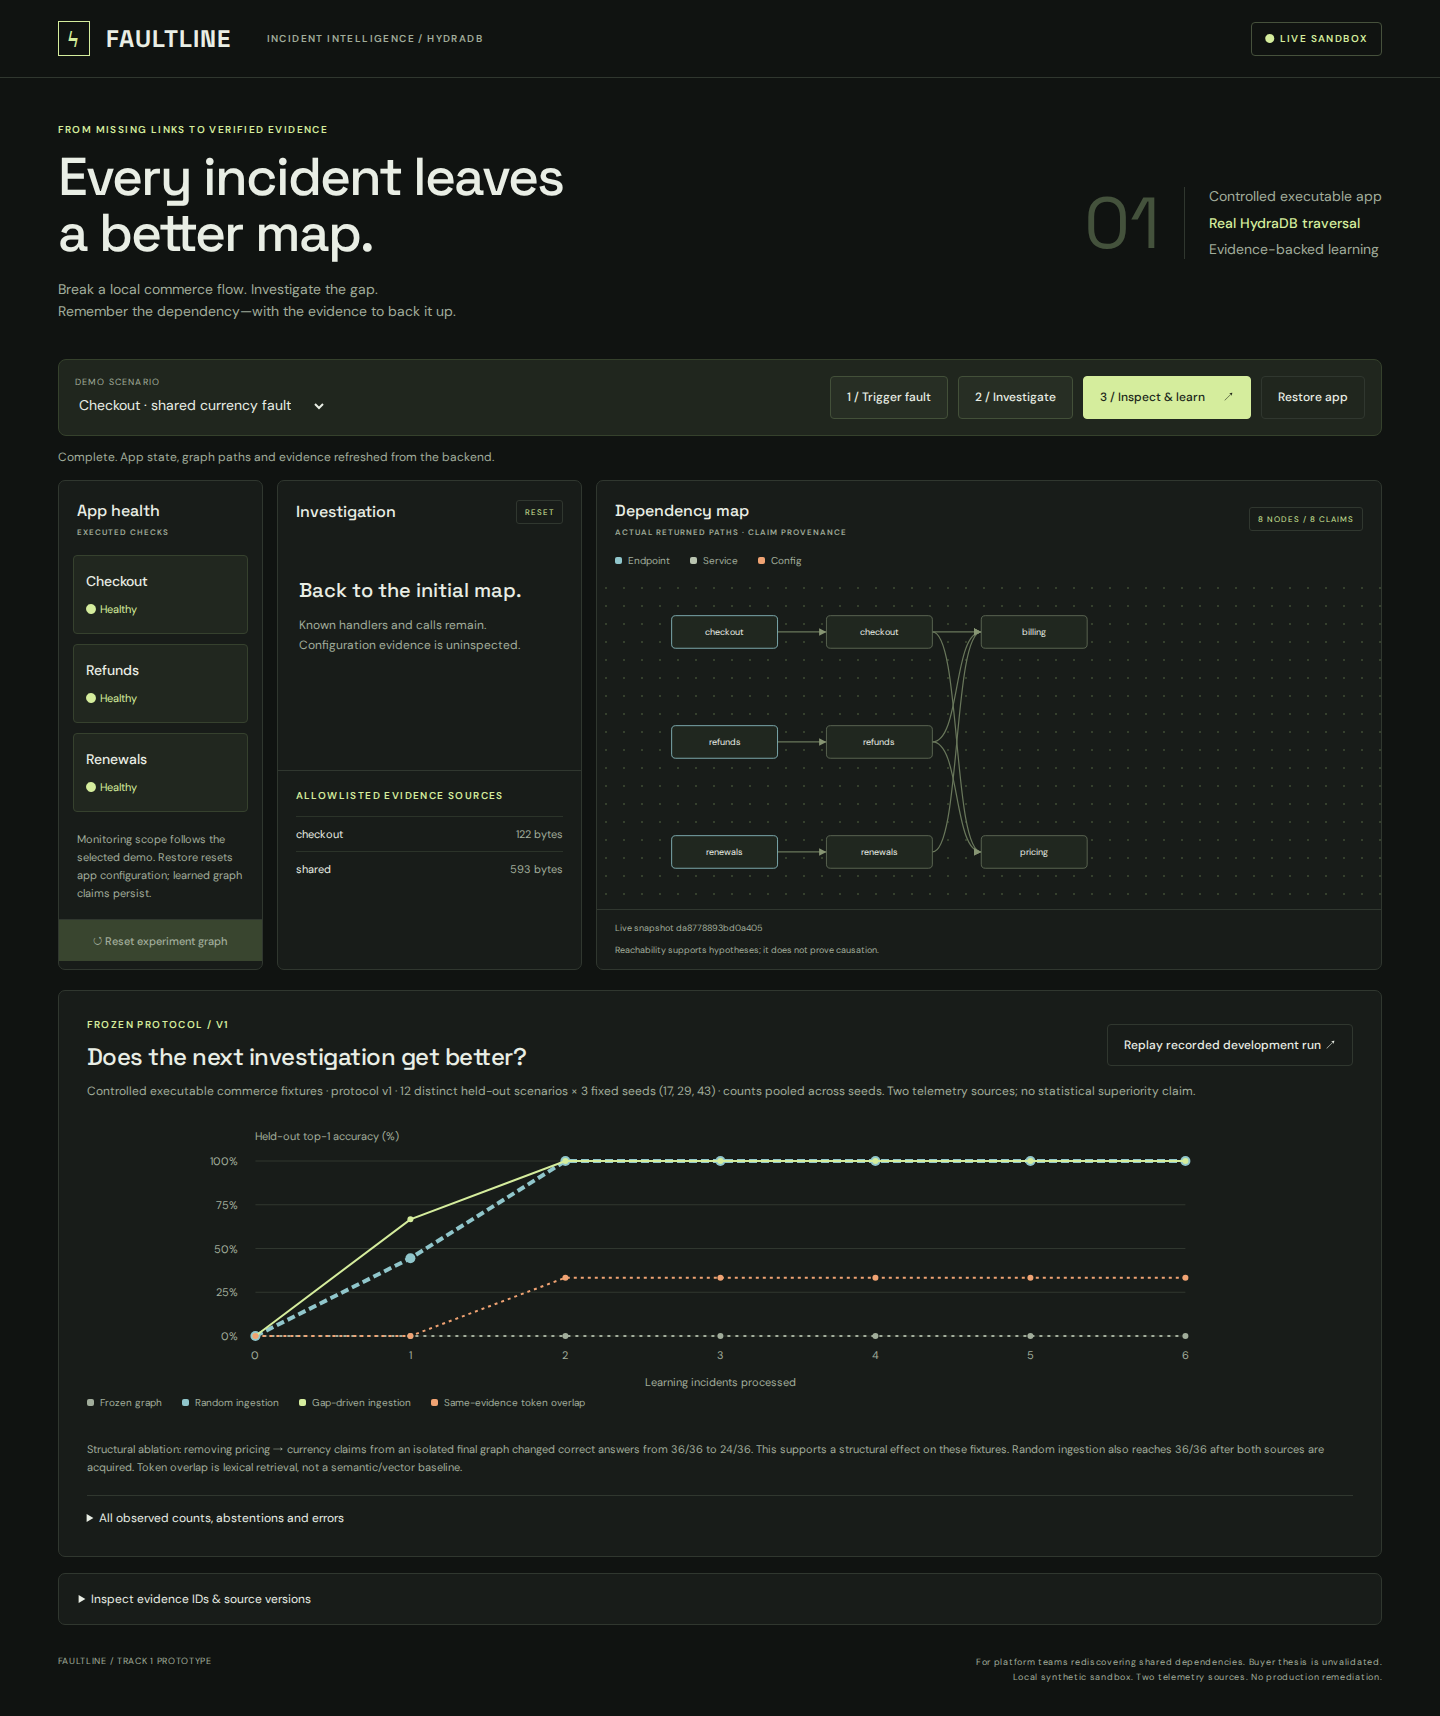 FAULTLINE
INCIDENT INTELLIGENCE / HYDRADB
LIVE SANDBOX
FROM MISSING LINKS TO VERIFIED EVIDENCE
Every incident leaves
a better map.
Break a local commerce flow. Investigate the gap.
Remember the dependency—with the evidence to back it up.
01
Controlled executable app
Real HydraDB traversal
Evidence-backed learning
DEMO SCENARIO
Checkout · shared currency fault
1 / Trigger fault
2 / Investigate
3 / Inspect & learn ↗
Restore app
Complete. App state, graph paths and evidence refreshed from the backend.
App health
EXECUTED CHECKS
Checkout
Healthy
Refunds
Healthy
Renewals
Healthy
Monitoring scope follows the
selected demo. Restore resets
app configuration; learned graph
claims persist.
Reset experiment graph
Investigation
RESET
Back to the initial map.
Known handlers and calls remain.
Configuration evidence is uninspected.
ALLOWLISTED EVIDENCE SOURCES
checkout 122 bytes
shared 593 bytes
Dependency map
ACTUAL RETURNED PATHS · CLAIM PROVENANCE
8 NODES / 8 CLAIMS
Endpoint Service Config
checkout checkout billing
refunds refunds
renewals renewals pricing
Live snapshot da8778893bd0a405
Reachability supports hypotheses; it does not prove causation.
FROZEN PROTOCOL / V1
Does the next investigation get better?
Replay recorded development run ↗
Controlled executable commerce fixtures · protocol v1 · 12 distinct held-out scenarios × 3 fixed seeds (17, 29, 43) · counts pooled across seeds. Two telemetry sources; no statistical superiority claim.
Held-out top-1 accuracy (%)
100%
75%
50%
25%
0%
0 1 2 3 4 5 6
Learning incidents processed
Frozen graph Random ingestion Gap-driven ingestion Same-evidence token overlap
Structural ablation: removing pricing → currency claims from an isolated final graph changed correct answers from 36/36 to 24/36. This supports a structural effect on these fixtures. Random ingestion also reaches 36/36 after both sources are
acquired. Token overlap is lexical retrieval, not a semantic/vector baseline.
All observed counts, abstentions and errors
Inspect evidence IDs & source versions
FAULTLINE / TRACK 1 PROTOTYPE
For platform teams rediscovering shared dependencies. Buyer thesis is unvalidated.
Local synthetic sandbox. Two telemetry sources. No production remediation.